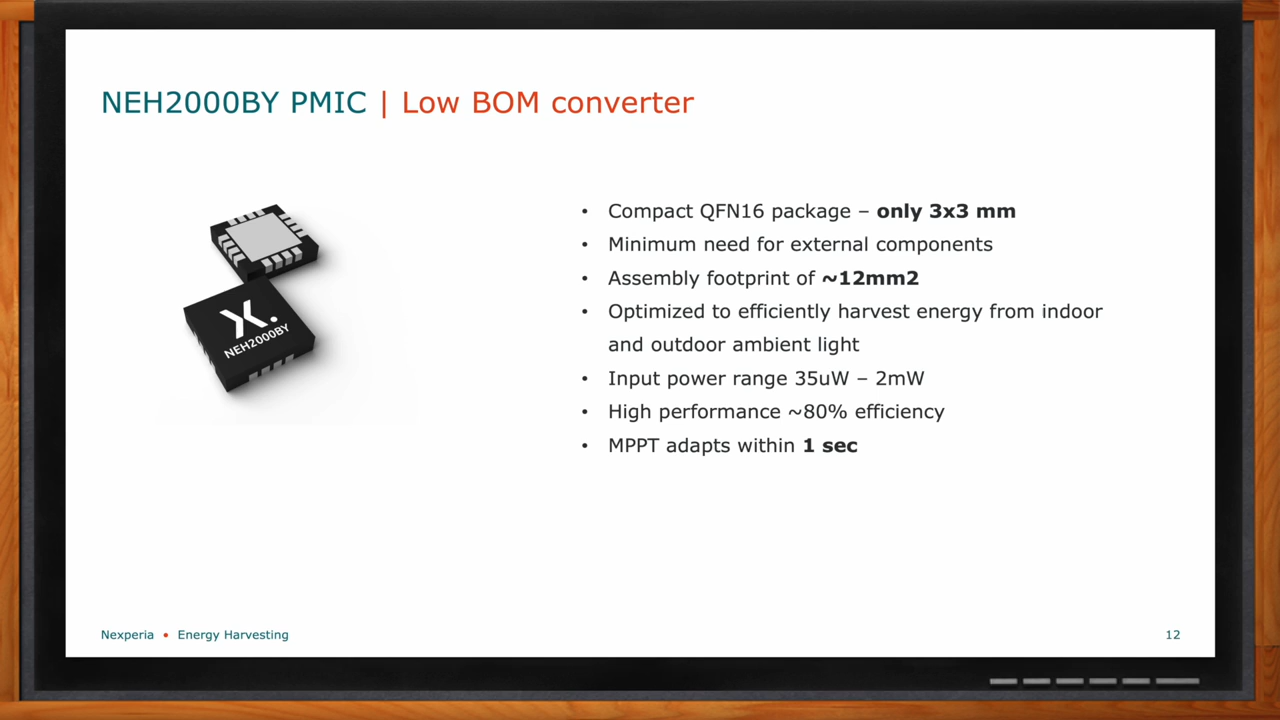 NEH2000BY PMIC | Low BOM converter
• Compact QFN16 package – only 3x3 mm
• Minimum need for external components
• Assembly footprint of ~12mm2
• Optimized to efficiently harvest energy from indoor
and outdoor ambient light
• Input power range 35uW – 2mW
• High performance ~80% efficiency
• MPPT adapts within 1 sec
NEH2000BY
Nexperia • Energy Harvesting
12